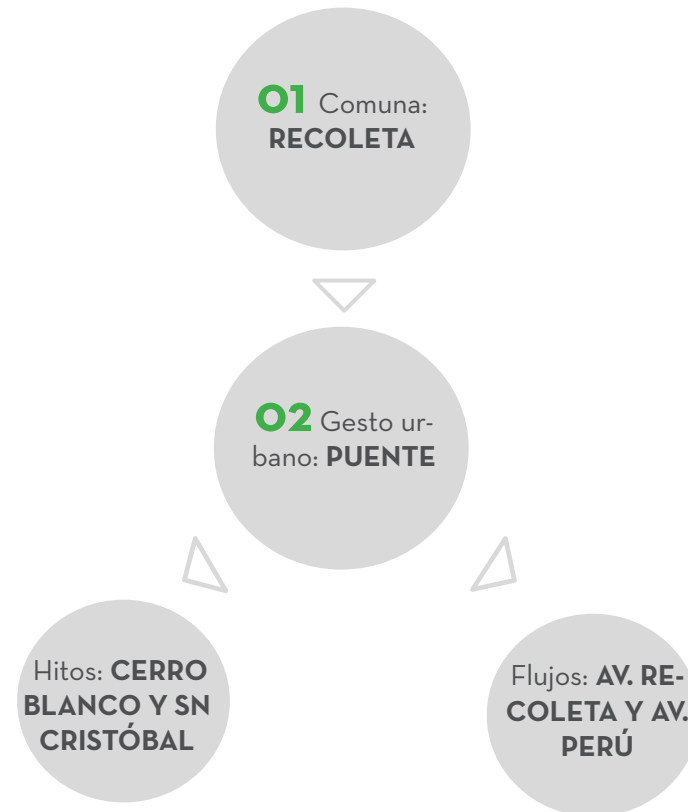 01 Comuna:
RECOLETA
02 Gesto ur-
bano: PUENTE
Hitos: CERRO
BLANCO Y SN
CRISTÓBAL
Flujos: AV. RE-
COLETA Y AV.
PERÚ